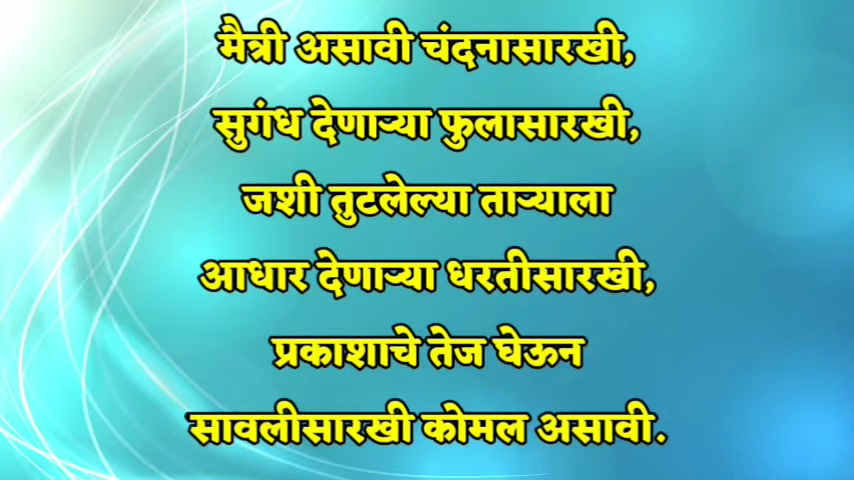 मैत्री असावी चंदनासारखी,
सुगंध देणाऱ्या फुलासारखी,
जशी तुटलेल्या ताऱ्याला
आधार देणाऱ्या धरतीसारखी,
प्रकाशाचे तेज घेऊन
सावलीसारखी कोमल असावी.